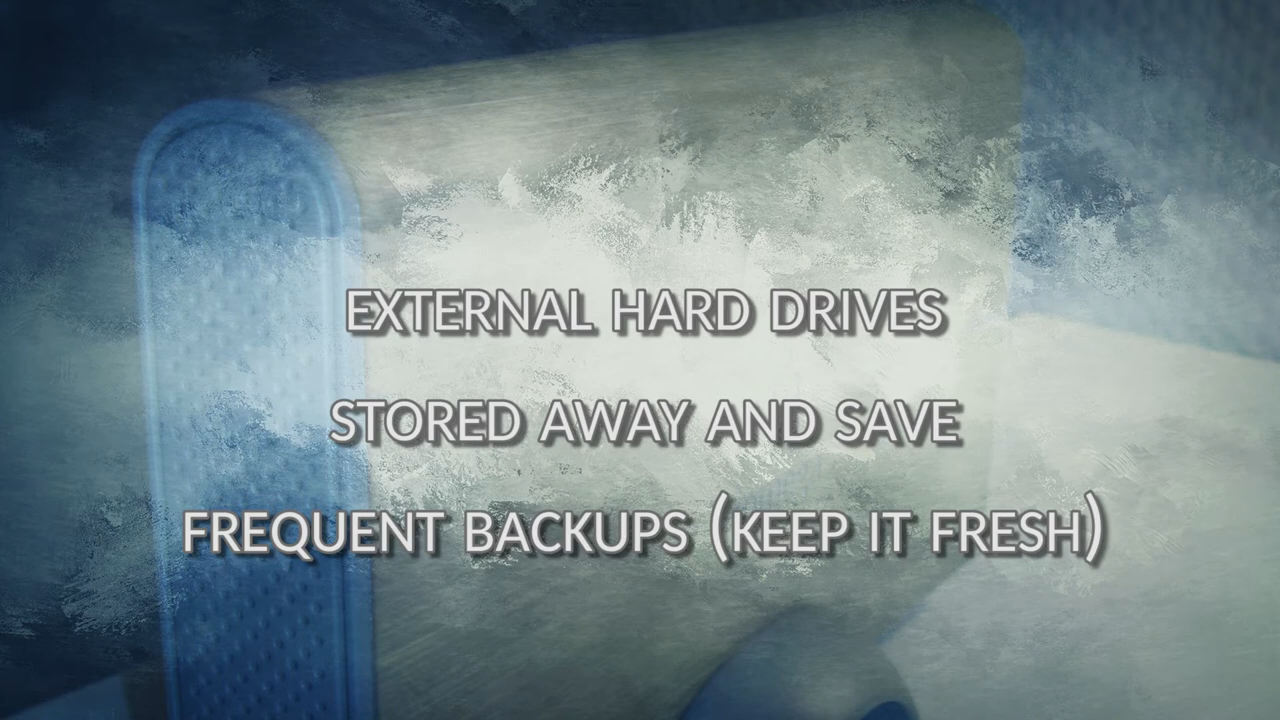 EXTERNAL HARD DRIVES
STORED AWAY AND SAVE
FREQUENT BACKUPS (KEEP IT FRESH)